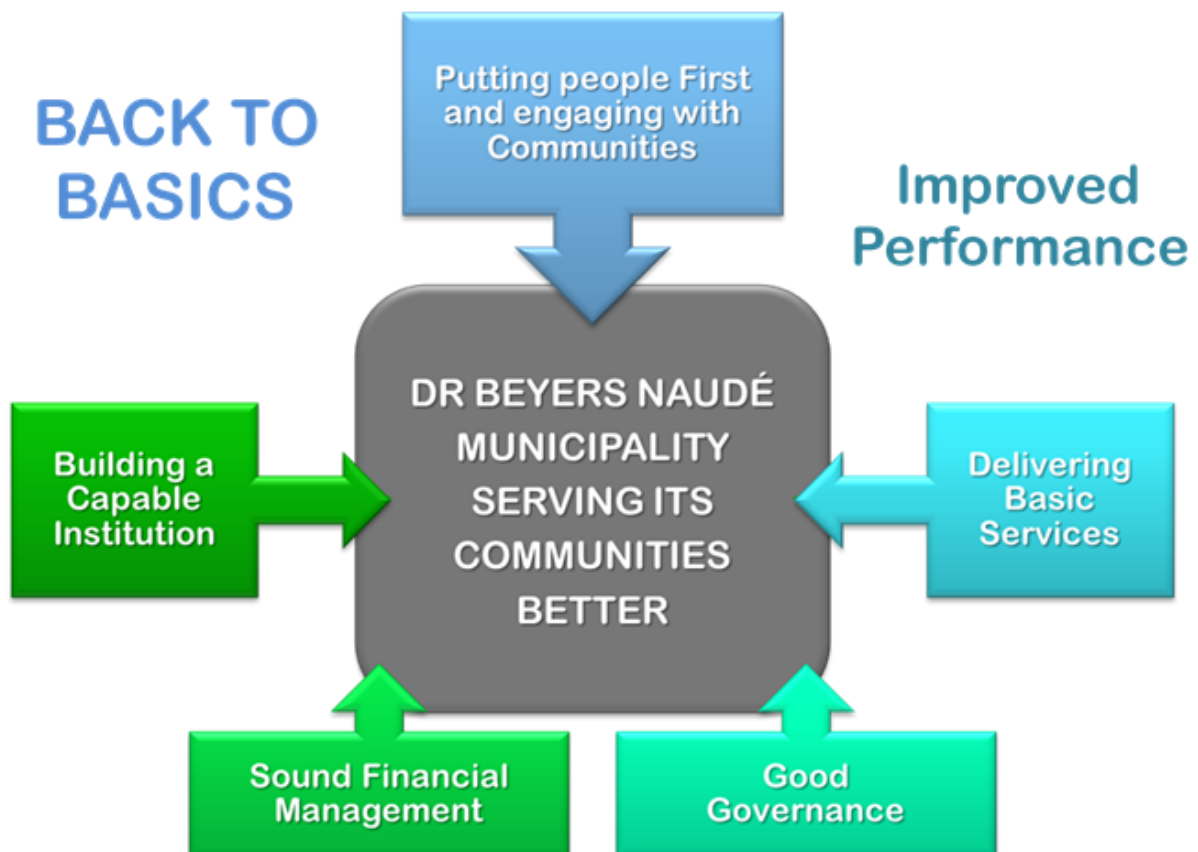 BACK TO
BASICS
Putting people First
and engaging with
Communities
Improved
Performance
DR BEYERS NAUDÉ
MUNICIPALITY
SERVING ITS
COMMUNITIES
BETTER
Building a
Capable
Institution
Delivering
Basic
Services
Sound Financial
Management
Good
Governance